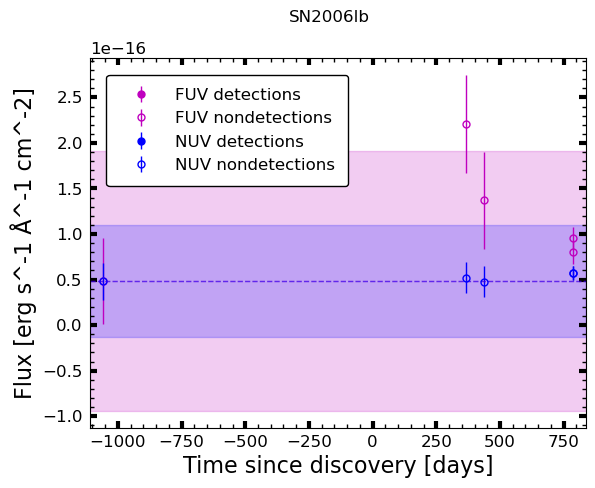 SN2006lb
1e−16
FUV detections
FUV nondetections
NUV detections
NUV nondetections
2.5
2.0
1.5
1.0
0.5
0.0
−0.5
−1.0
Flux [erg s^-1 Å^-1 cm^-2]
−1000 −750 −500 −250 0 250 500 750
Time since discovery [days]